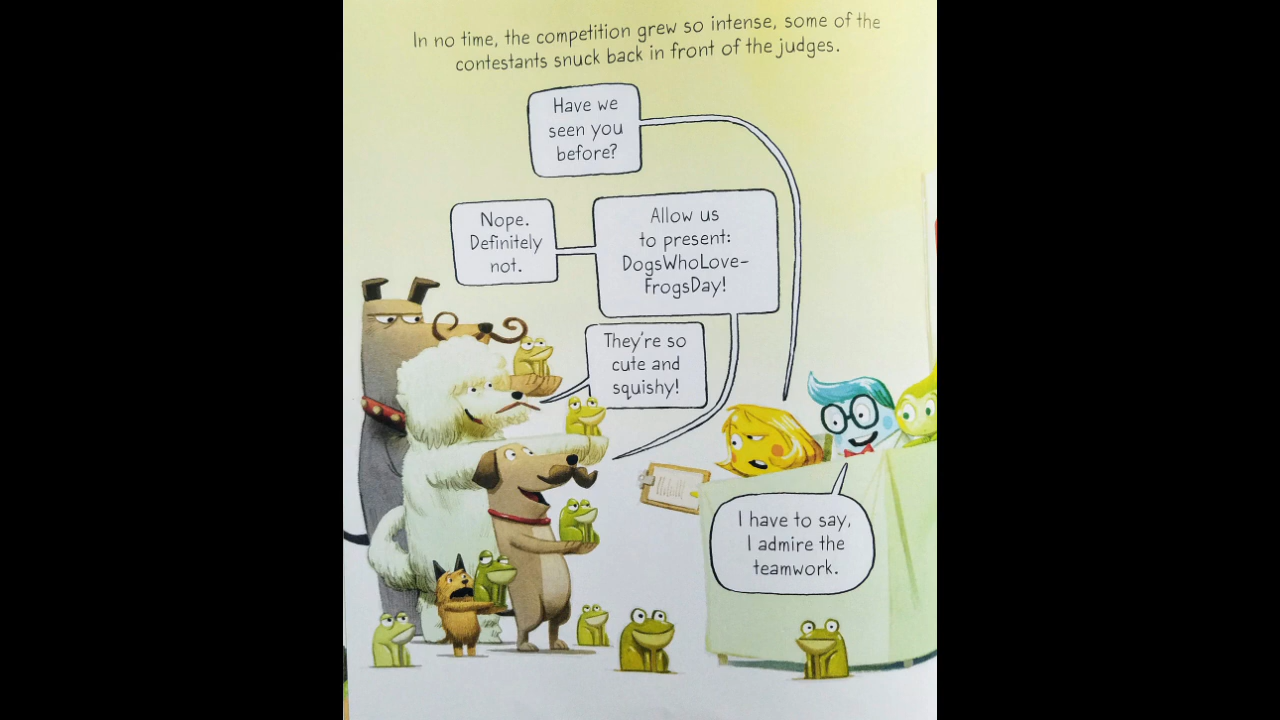 In no time, the competition grew so intense, some of the
contestants snuck back in front of the judges.
Have we
seen you
before?
Nope.
Definitely
not.
Allow us
to present:
DogsWhoLove-
FrogsDay!
They're so
cute and
squishy!
I have to say,
I admire the
teamwork.